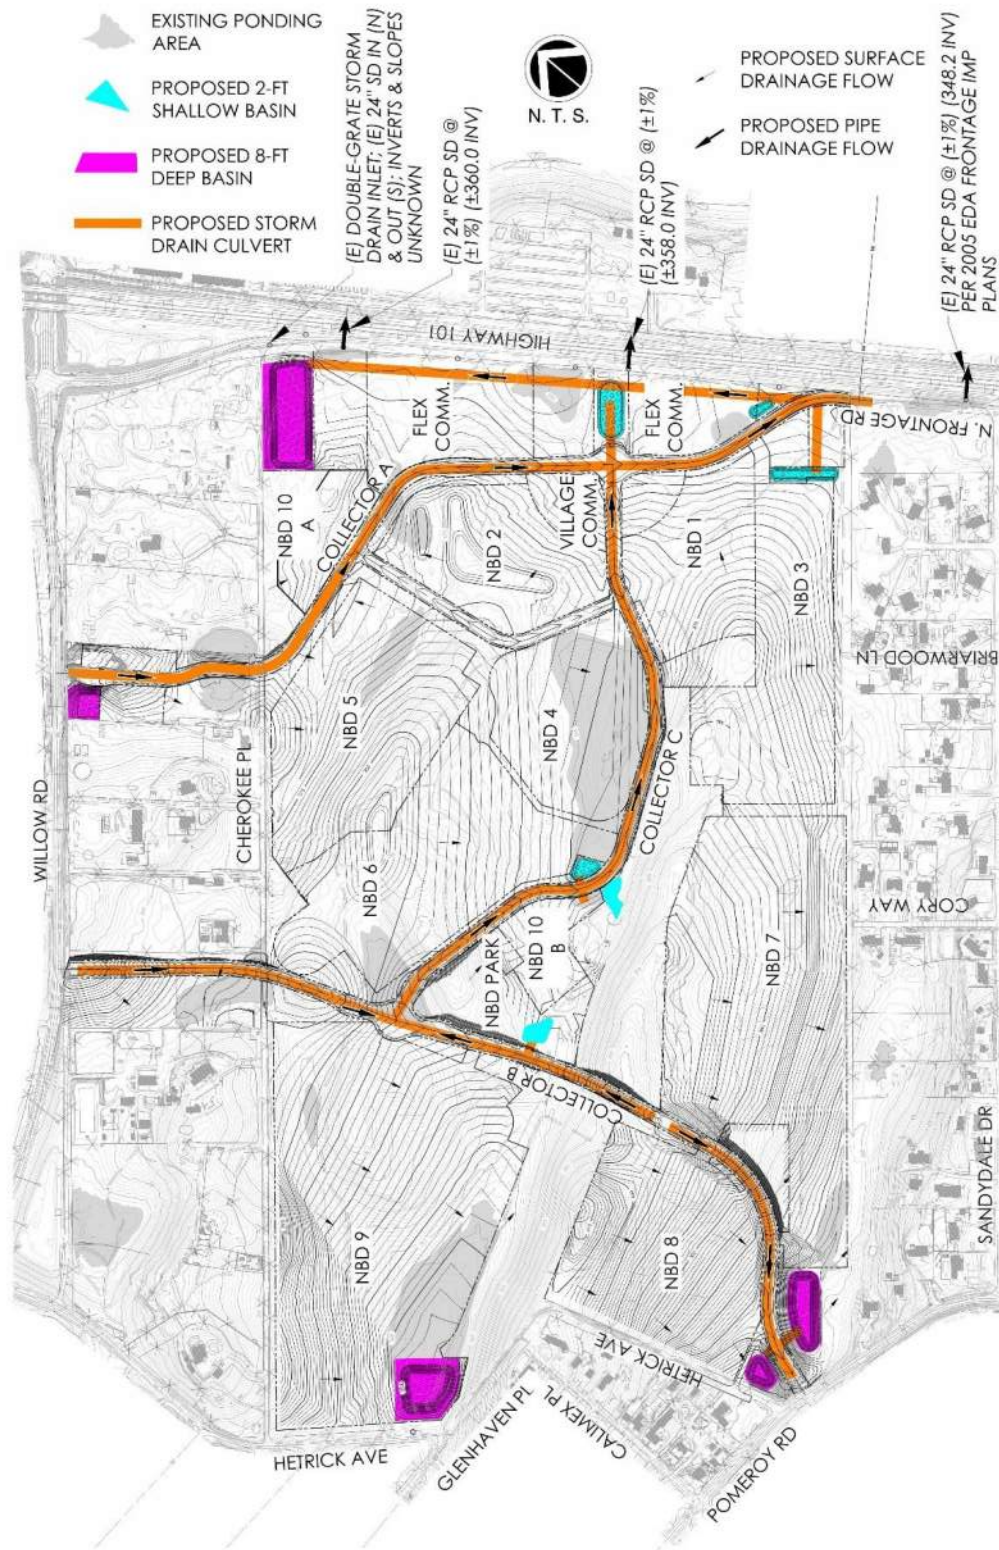 EXISTING PONDING
AREA
PROPOSED 2-FT
SHALLOW BASIN
PROPOSED 8-FT
DEEP BASIN
PROPOSED STORM
DRAIN CULVERT
(E) DOUBLE-GRATE STORM
DRAIN INLET; (E) 24" SD IN (N)
& OUT (S); INVERTS & SLOPES
UNKNOWN
(E) 24" RCP SD @
±1%) (±360.0 INV)
N. T. S.
(E) 24" RCP SD @ (±1%)
(±358.0 INV)
PROPOSED SURFACE
DRAINAGE FLOW
PROPOSED PIPE
DRAINAGE FLOW
(E) 24" RCP SD @ (±1%) (348.2 INV)
PER 2005 EDA FRONTAGE IMP
PLANS
HIGHWAY 101
N. FRONTAGE RD
FLEX
COMM.
FLEX
COMM.
NBD 10
A
COLLECTOR A
VILLAGE
COMM.
NBD 2
NBD 1
NBD 3
BRIARWOOD LN
WILLOW RD
CHEROKEE PL
NBD 5
NBD 4
COLLECTOR C
NBD 6
NBD PARK
NBD 10
B
NBD 7
CORY WAY
COLLECTOR B
SANDYDALE DR
NBD 9
NBD 8
HETRICK AVE
HETRICK AVE
GLENHAVEN PL
CALIMEX PL
POMEROY RD